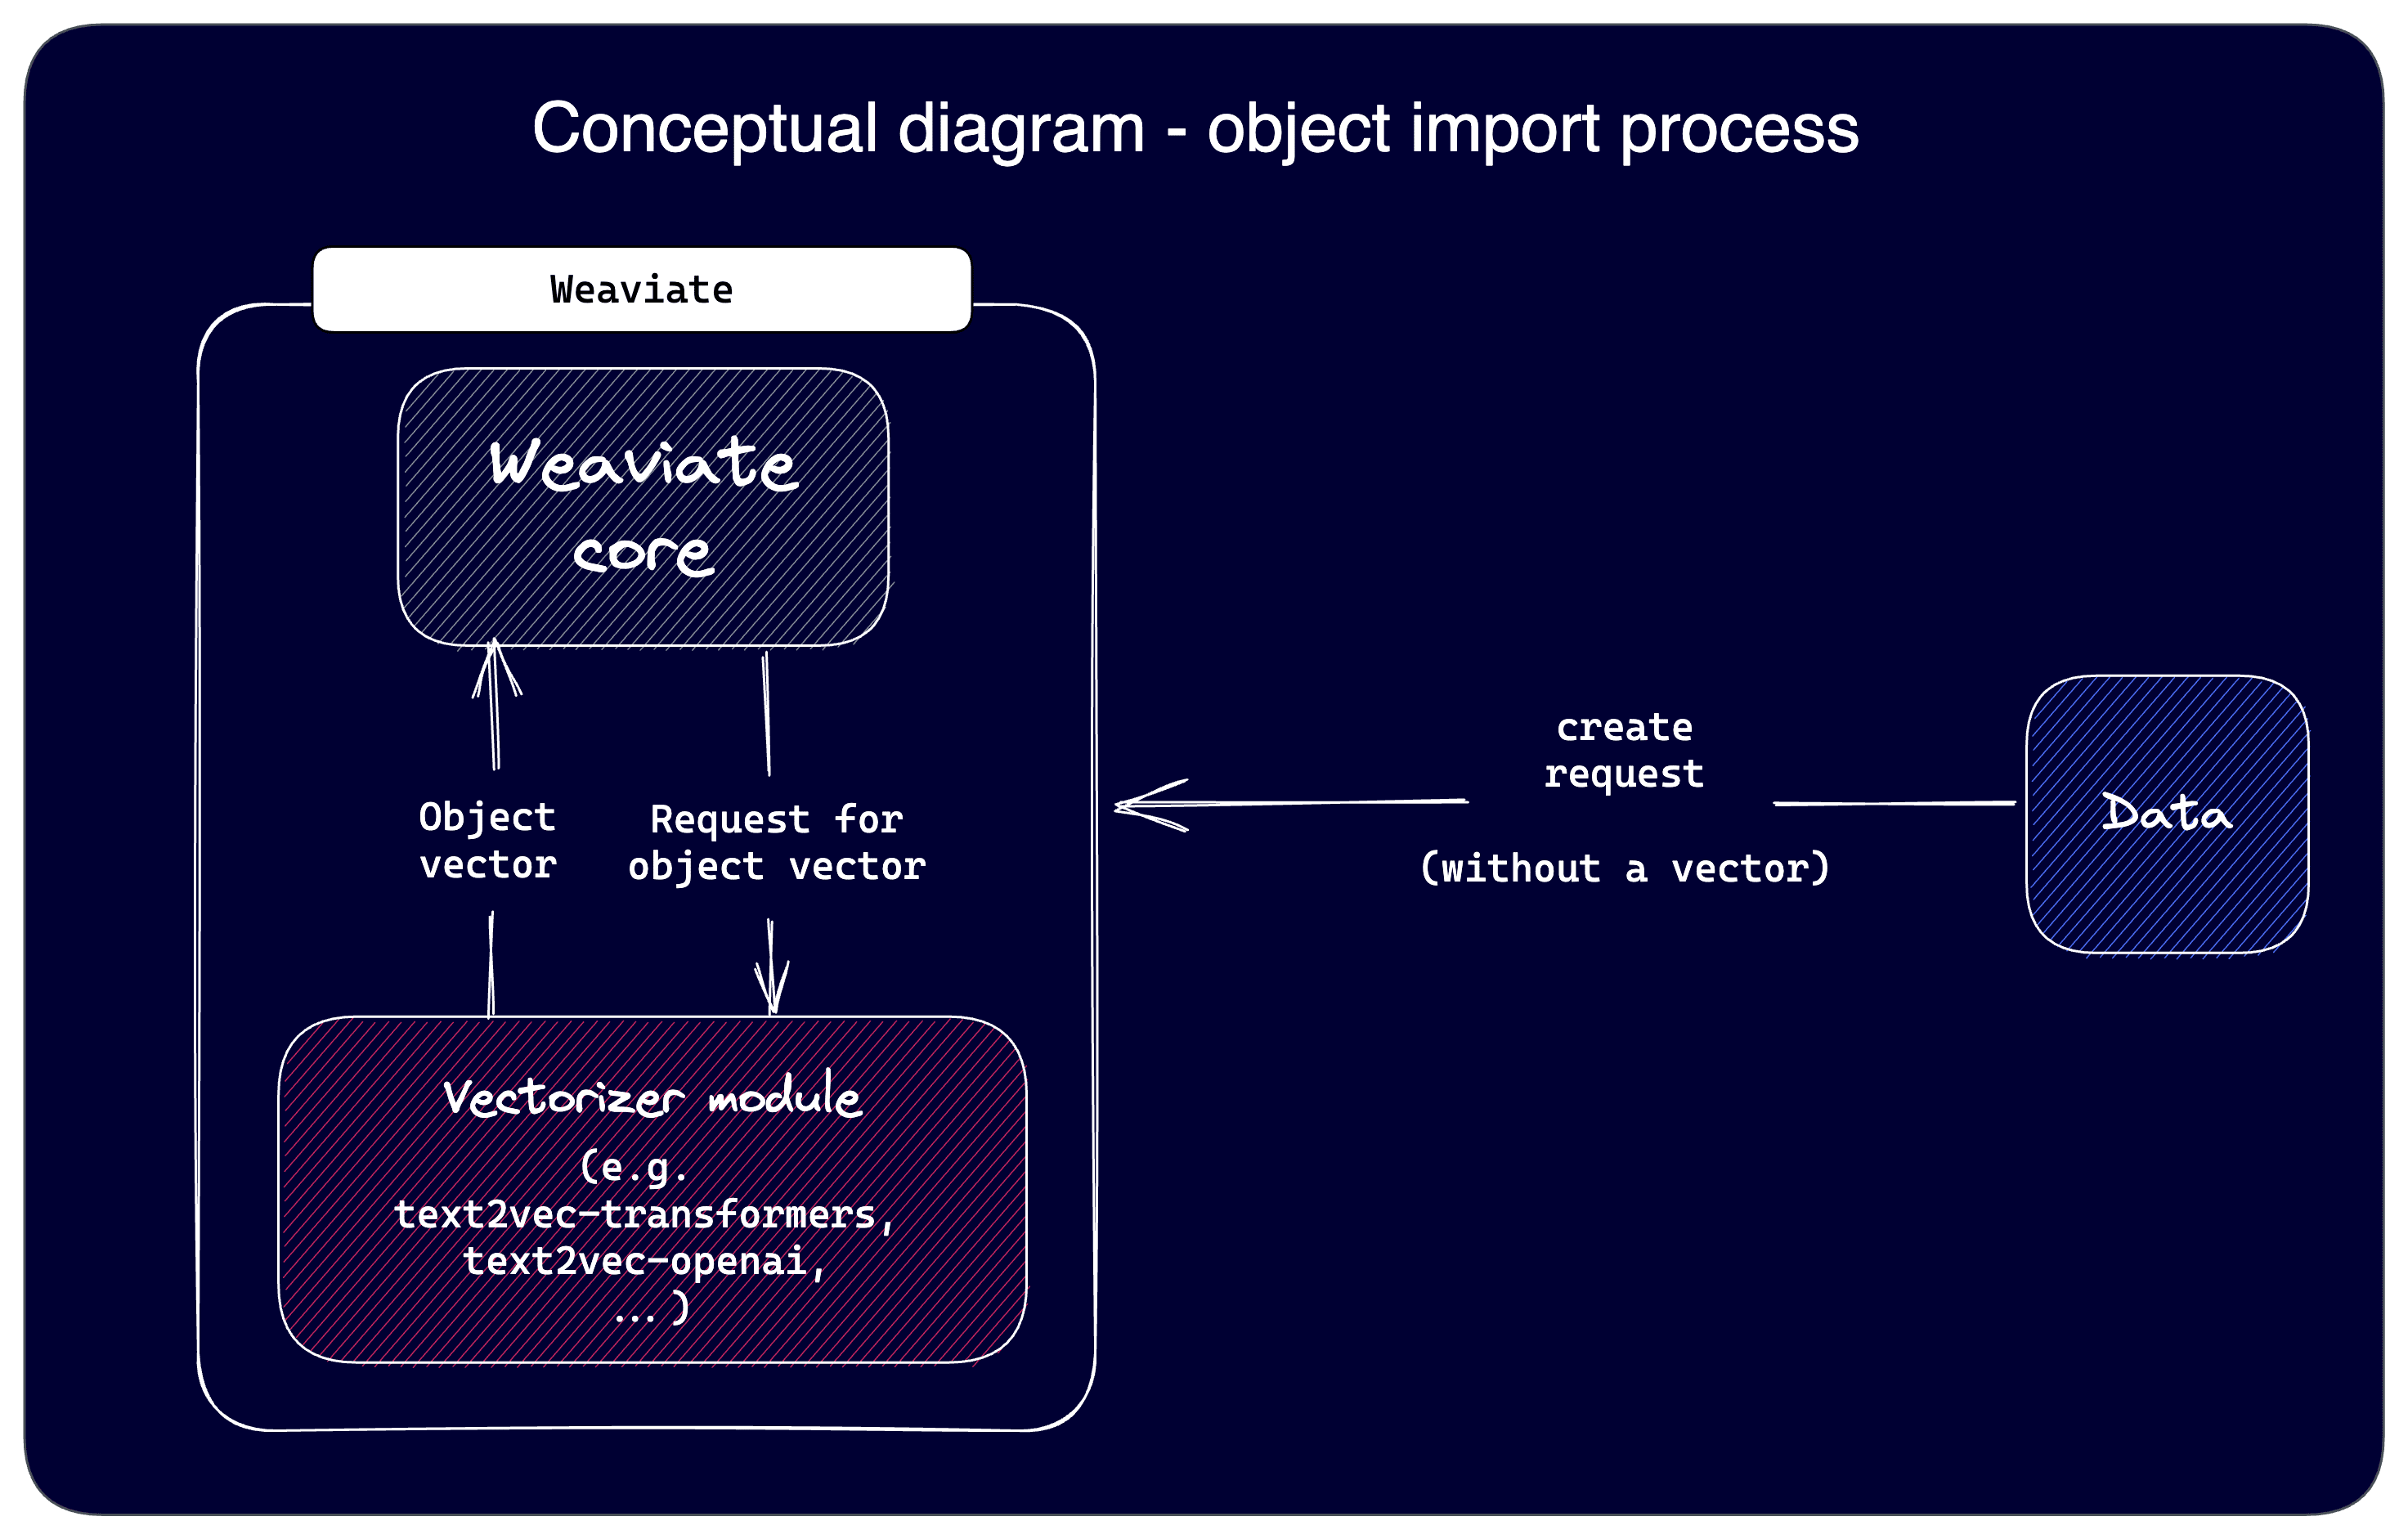 Conceptual diagram - object import process
Weaviate
Weaviate
core
Object
vector
Request for
object vector
create
request
(without a vector)
Data
Vectorizer module
(e.g.
text2vec-transformers,
text2vec-openai,
... )